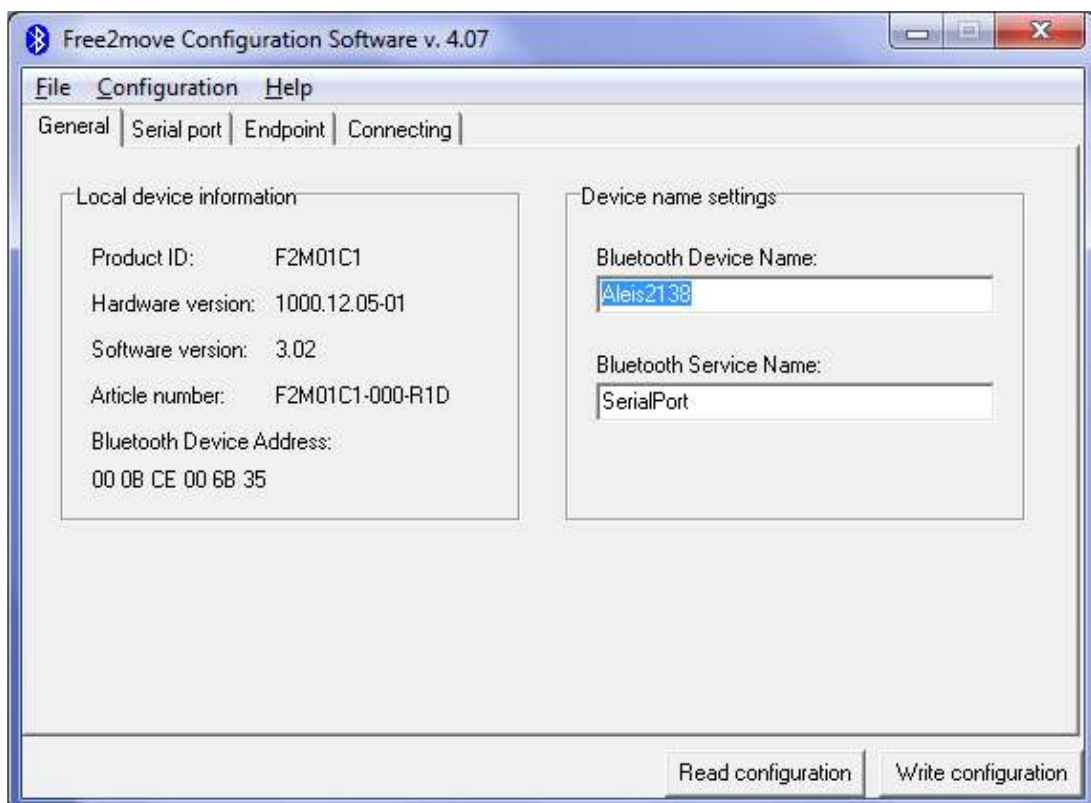 Free2move Configuration Software v. 4.07
File Configuration Help
General Serial port Endpoint Connecting
Local device information
Product ID: F2M01C1
Hardware version: 1000.12.05-01
Software version: 3.02
Article number: F2M01C1-000-R1D
Bluetooth Device Address:
00 0B CE 00 6B 35
Device name settings
Bluetooth Device Name:
Aleis2138
Bluetooth Service Name:
SerialPort
Read configuration Write configuration